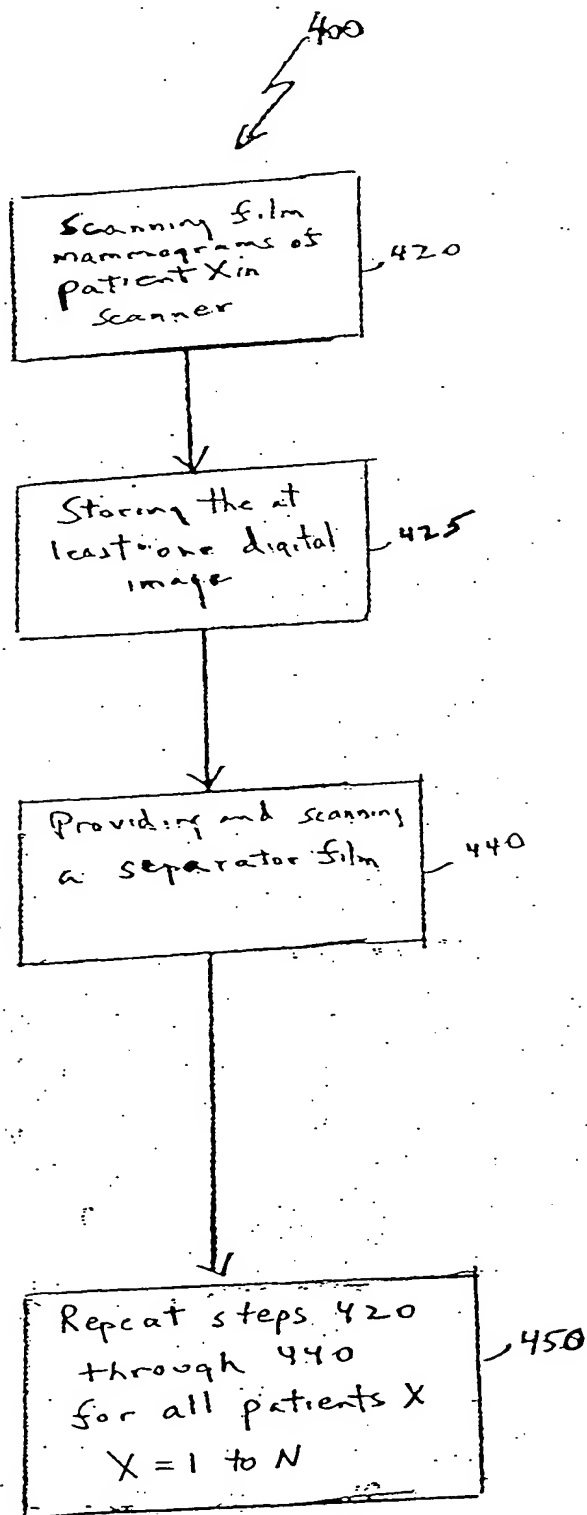 400
Scanning film
mammograms of
patient X in
scanner
420
Storing the at
least one digital
image
425
Providing and scanning
a separator film
440
Repeat steps 420
through 440
for all patients X
X = 1 to N
450